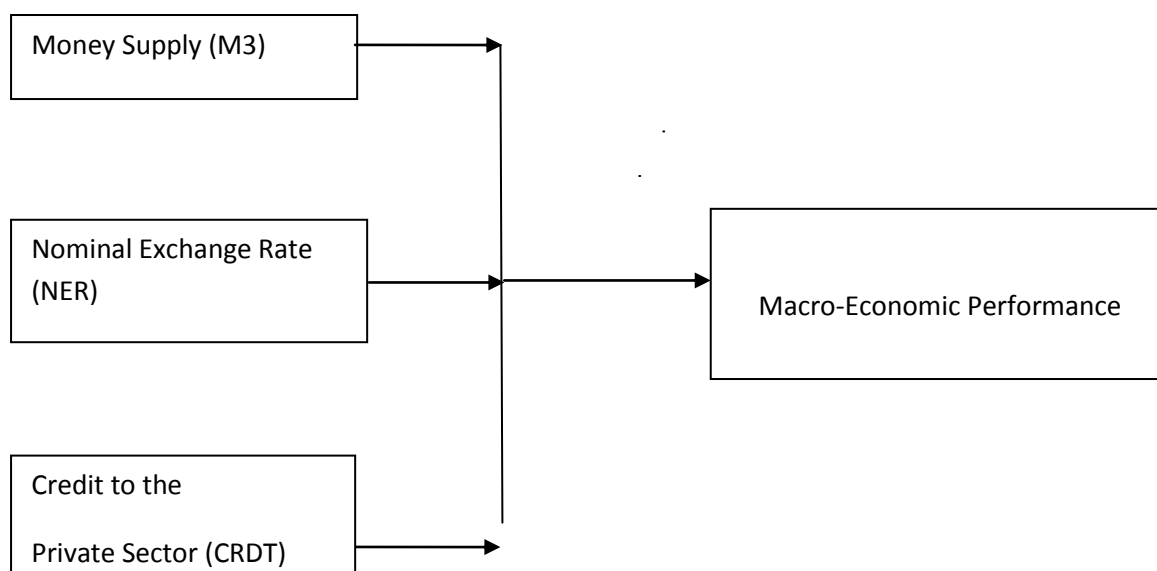 Money Supply (M3)
Nominal Exchange Rate
(NER)
Macro-Economic Performance
Credit to the
Private Sector (CRDT)